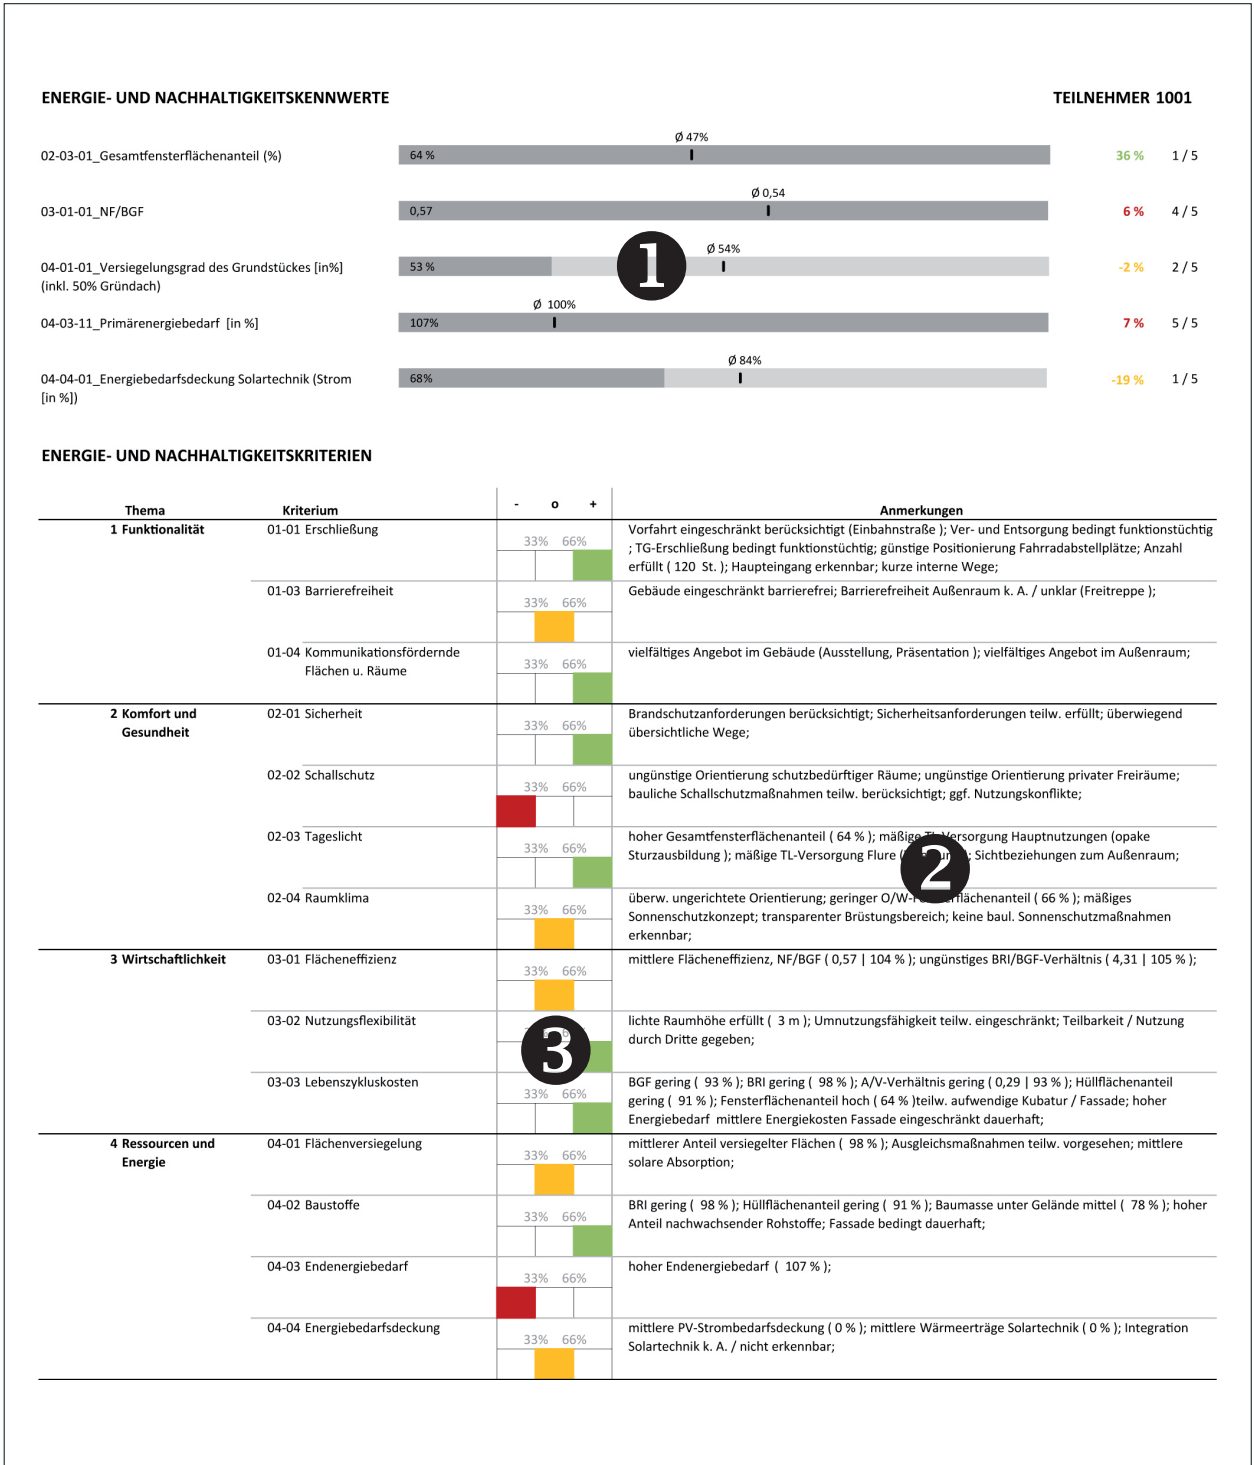 ENERGIE- UND NACHHALTIGKEITSKENNWERTE TEILNEHMER 1001
Ø 47%
02-03-01_Gesamtfensterflächenanteil (%) 64 % 36 % 1 / 5
Ø 0,54
03-01-01_NF/BGF 0,57 6 % 4 / 5
Ø 54%
04-01-01_Versiegelungsgrad des Grundstückes [in%] 53 % -2 % 2 / 5
(inkl. 50% Gründach)
1
Ø 100%
04-03-11_Primärenergiebedarf [in %] 107% 7 % 5 / 5
Ø 84%
04-04-01_Energiebedarfsdeckung Solartechnik (Strom 68% -19 % 1 / 5
[in %])
ENERGIE- UND NACHHALTIGKEITSKRITERIEN
Thema Kriterium - o + Anmerkungen
1 Funktionalität 01-01 Erschließung 33% 66% Vorfahrt eingeschränkt berücksichtigt (Einbahnstraße ); Ver- und Entsorgung bedingt funktionstüchtig
; TG-Erschließung bedingt funktionstüchtig; günstige Positionierung Fahrradabstellplätze; Anzahl
erfüllt ( 120 St. ); Haupteingang erkennbar; kurze interne Wege;
01-03 Barrierefreiheit 33% 66% Gebäude eingeschränkt barrierefrei; Barrierefreiheit Außenraum k. A. / unklar (Freitreppe );
01-04 Kommunikationsfördernde 33% 66% vielfältiges Angebot im Gebäude (Ausstellung, Präsentation ); vielfältiges Angebot im Außenraum;
Flächen u. Räume
2 Komfort und 02-01 Sicherheit 33% 66% Brandschutzanforderungen berücksichtigt; Sicherheitsanforderungen teilw. erfüllt; überwiegend
Gesundheit übersichtliche Wege;
02-02 Schallschutz 33% 66% ungünstige Orientierung schutzbedürftiger Räume; ungünstige Orientierung privater Freiräume;
bauliche Schallschutzmaßnahmen teilw. berücksichtigt; ggf. Nutzungskonflikte;
02-03 Tageslicht 33% 66% hoher Gesamtfensterflächenanteil ( 64 % ); mäßige TL-Versorgung Hauptnutzungen (opake
Sturzausbildung ); mäßige TL-Versorgung Flure Sichtbeziehungen zum Außenraum;
2
02-04 Raumklima 33% 66% überw. ungerichtete Orientierung; geringer ( 66 % ); mäßiges
Sonnenschutzkonzept; transparenter Brüstungsbereich; keine baul. Sonnenschutzmaßnahmen
erkennbar;
3 Wirtschaftlichkeit 03-01 Flächeneffizienz 33% 66% mittlere Flächeneffizienz, NF/BGF ( 0,57 | 104 % ); ungünstiges BRI/BGF-Verhältnis ( 4,31 | 105 % );
03-02 Nutzungsflexibilität lichte Raumhöhe erfüllt ( 3 m ); Umnutzungsfähigkeit teilw. eingeschränkt; Teilbarkeit / Nutzung
durch Dritte gegeben;
3
03-03 Lebenszykluskosten 33% 66% BGF gering ( 93 % ); BRI gering ( 98 % ); A/V-Verhältnis gering ( 0,29 | 93 % ); Hüllflächenanteil
gering ( 91 % ); Fensterflächenanteil hoch ( 64 % )teilw. aufwendige Kubatur / Fassade; hoher
Energiebedarf mittlere Energiekosten Fassade eingeschränkt dauerhaft;
4 Ressourcen und 04-01 Flächenversiegelung 33% 66% mittlerer Anteil versiegelter Flächen ( 98 % ); Ausgleichsmaßnahmen teilw. vorgesehen; mittlere
Energie solare Absorption;
04-02 Baustoffe 33% 66% BRI gering ( 98 % ); Hüllflächenanteil gering ( 91 % ); Baumasse unter Gelände mittel ( 78 % ); hoher
Anteil nachwachsender Rohstoffe; Fassade bedingt dauerhaft;
04-03 Endenergiebedarf 33% 66% hoher Endenergiebedarf ( 107 % );
04-04 Energiebedarfsdeckung 33% 66% mittlere PV-Strombedarfsdeckung ( 0 % ); mittlere Wärmeerträge Solartechnik ( 0 % ); Integration
Solartechnik k. A. / nicht erkennbar;